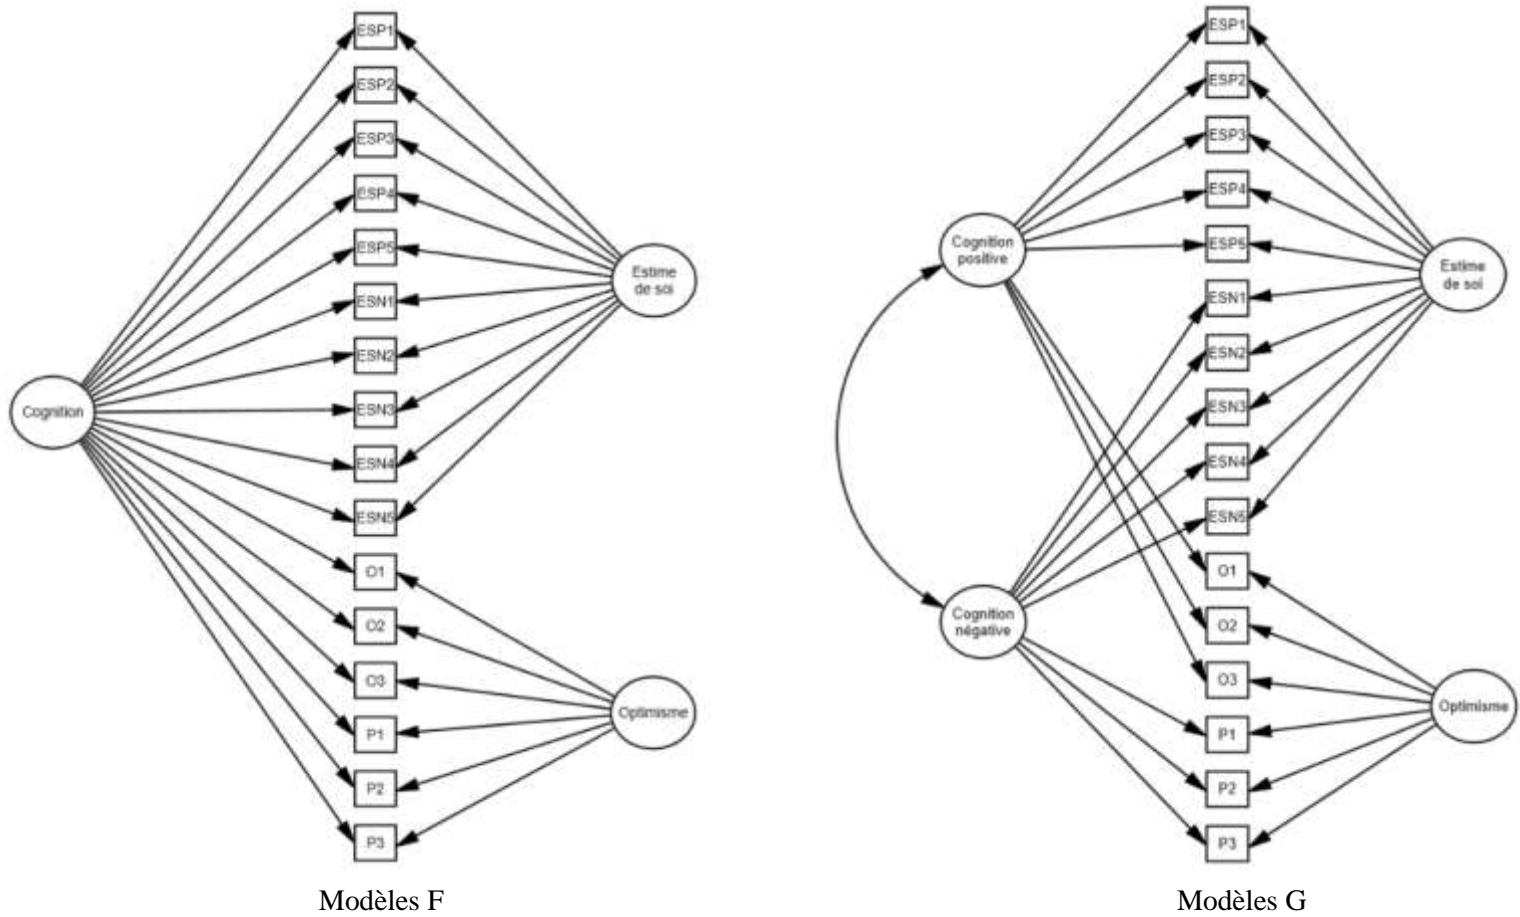 ESP1
ESP2
ESP3
ESP4
ESP5
ESN1
ESN2
ESN3
ESN4
ESN5
O1
O2
O3
P1
P2
P3
Cognition
Estime
de soi
Optimisme
Modèles F
ESP1
ESP2
ESP3
ESP4
ESP5
ESN1
ESN2
ESN3
ESN4
ESN5
O1
O2
O3
P1
P2
P3
Cognition
positive
Cognition
négative
Estime
de soi
Optimisme
Modèles G